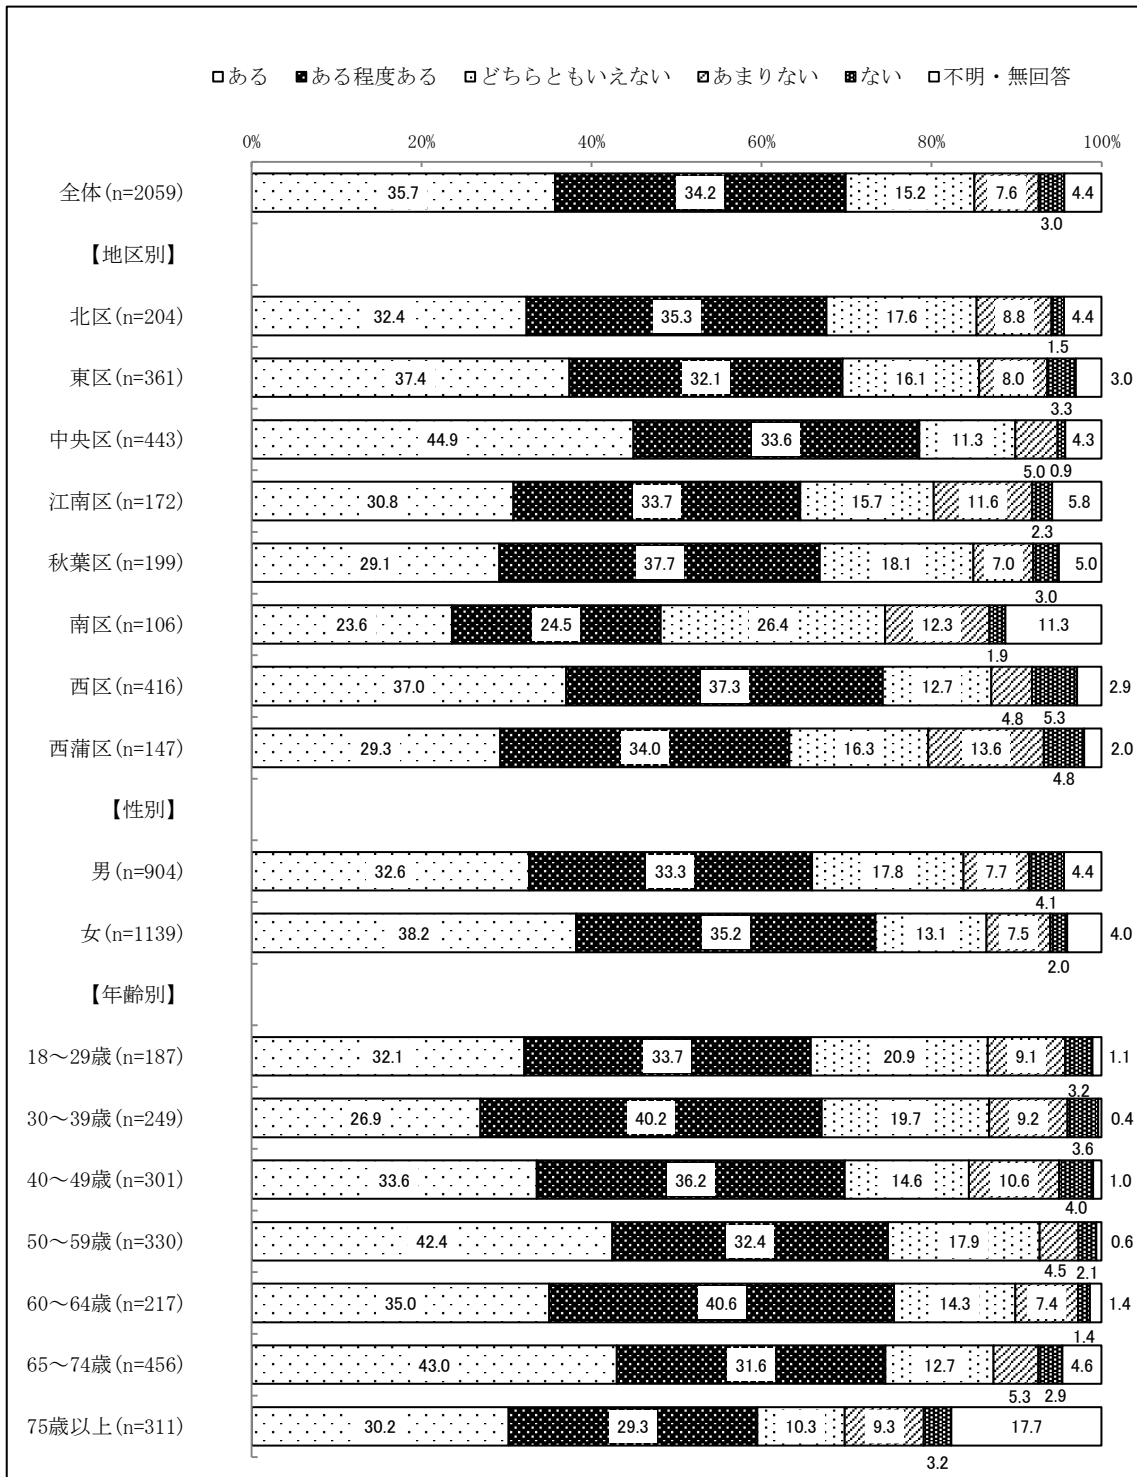 □ある ■ある程度ある □どちらともいえない □あまりない ■ない □不明・無回答
0% 20% 40% 60% 80% 100%
全体(n=2059) 35.7 34.2 15.2 7.6 4.4
3.0
【地区別】
北区(n=204) 32.4 35.3 17.6 8.8 4.4
1.5
東区(n=361) 37.4 32.1 16.1 8.0 3.0
3.3
中央区(n=443) 44.9 33.6 11.3 4.3
5.0 0.9
江南区(n=172) 30.8 33.7 15.7 11.6 5.8
2.3
秋葉区(n=199) 29.1 37.7 18.1 7.0 5.0
3.0
南区(n=106) 23.6 24.5 26.4 12.3 11.3
1.9
西区(n=416) 37.0 37.3 12.7 2.9
4.8 5.3
西蒲区(n=147) 29.3 34.0 16.3 13.6 2.0
4.8
【性別】
男(n=904) 32.6 33.3 17.8 7.7 4.4
4.1
女(n=1139) 38.2 35.2 13.1 7.5 4.0
2.0
【年齢別】
18～29歳(n=187) 32.1 33.7 20.9 9.1 1.1
3.2
30～39歳(n=249) 26.9 40.2 19.7 9.2 0.4
3.6
40～49歳(n=301) 33.6 36.2 14.6 10.6 1.0
4.0
50～59歳(n=330) 42.4 32.4 17.9 0.6
4.5 2.1
60～64歳(n=217) 35.0 40.6 14.3 7.4 1.4
1.4
65～74歳(n=456) 43.0 31.6 12.7 4.6
5.3 2.9
75歳以上(n=311) 30.2 29.3 10.3 9.3 17.7
3.2